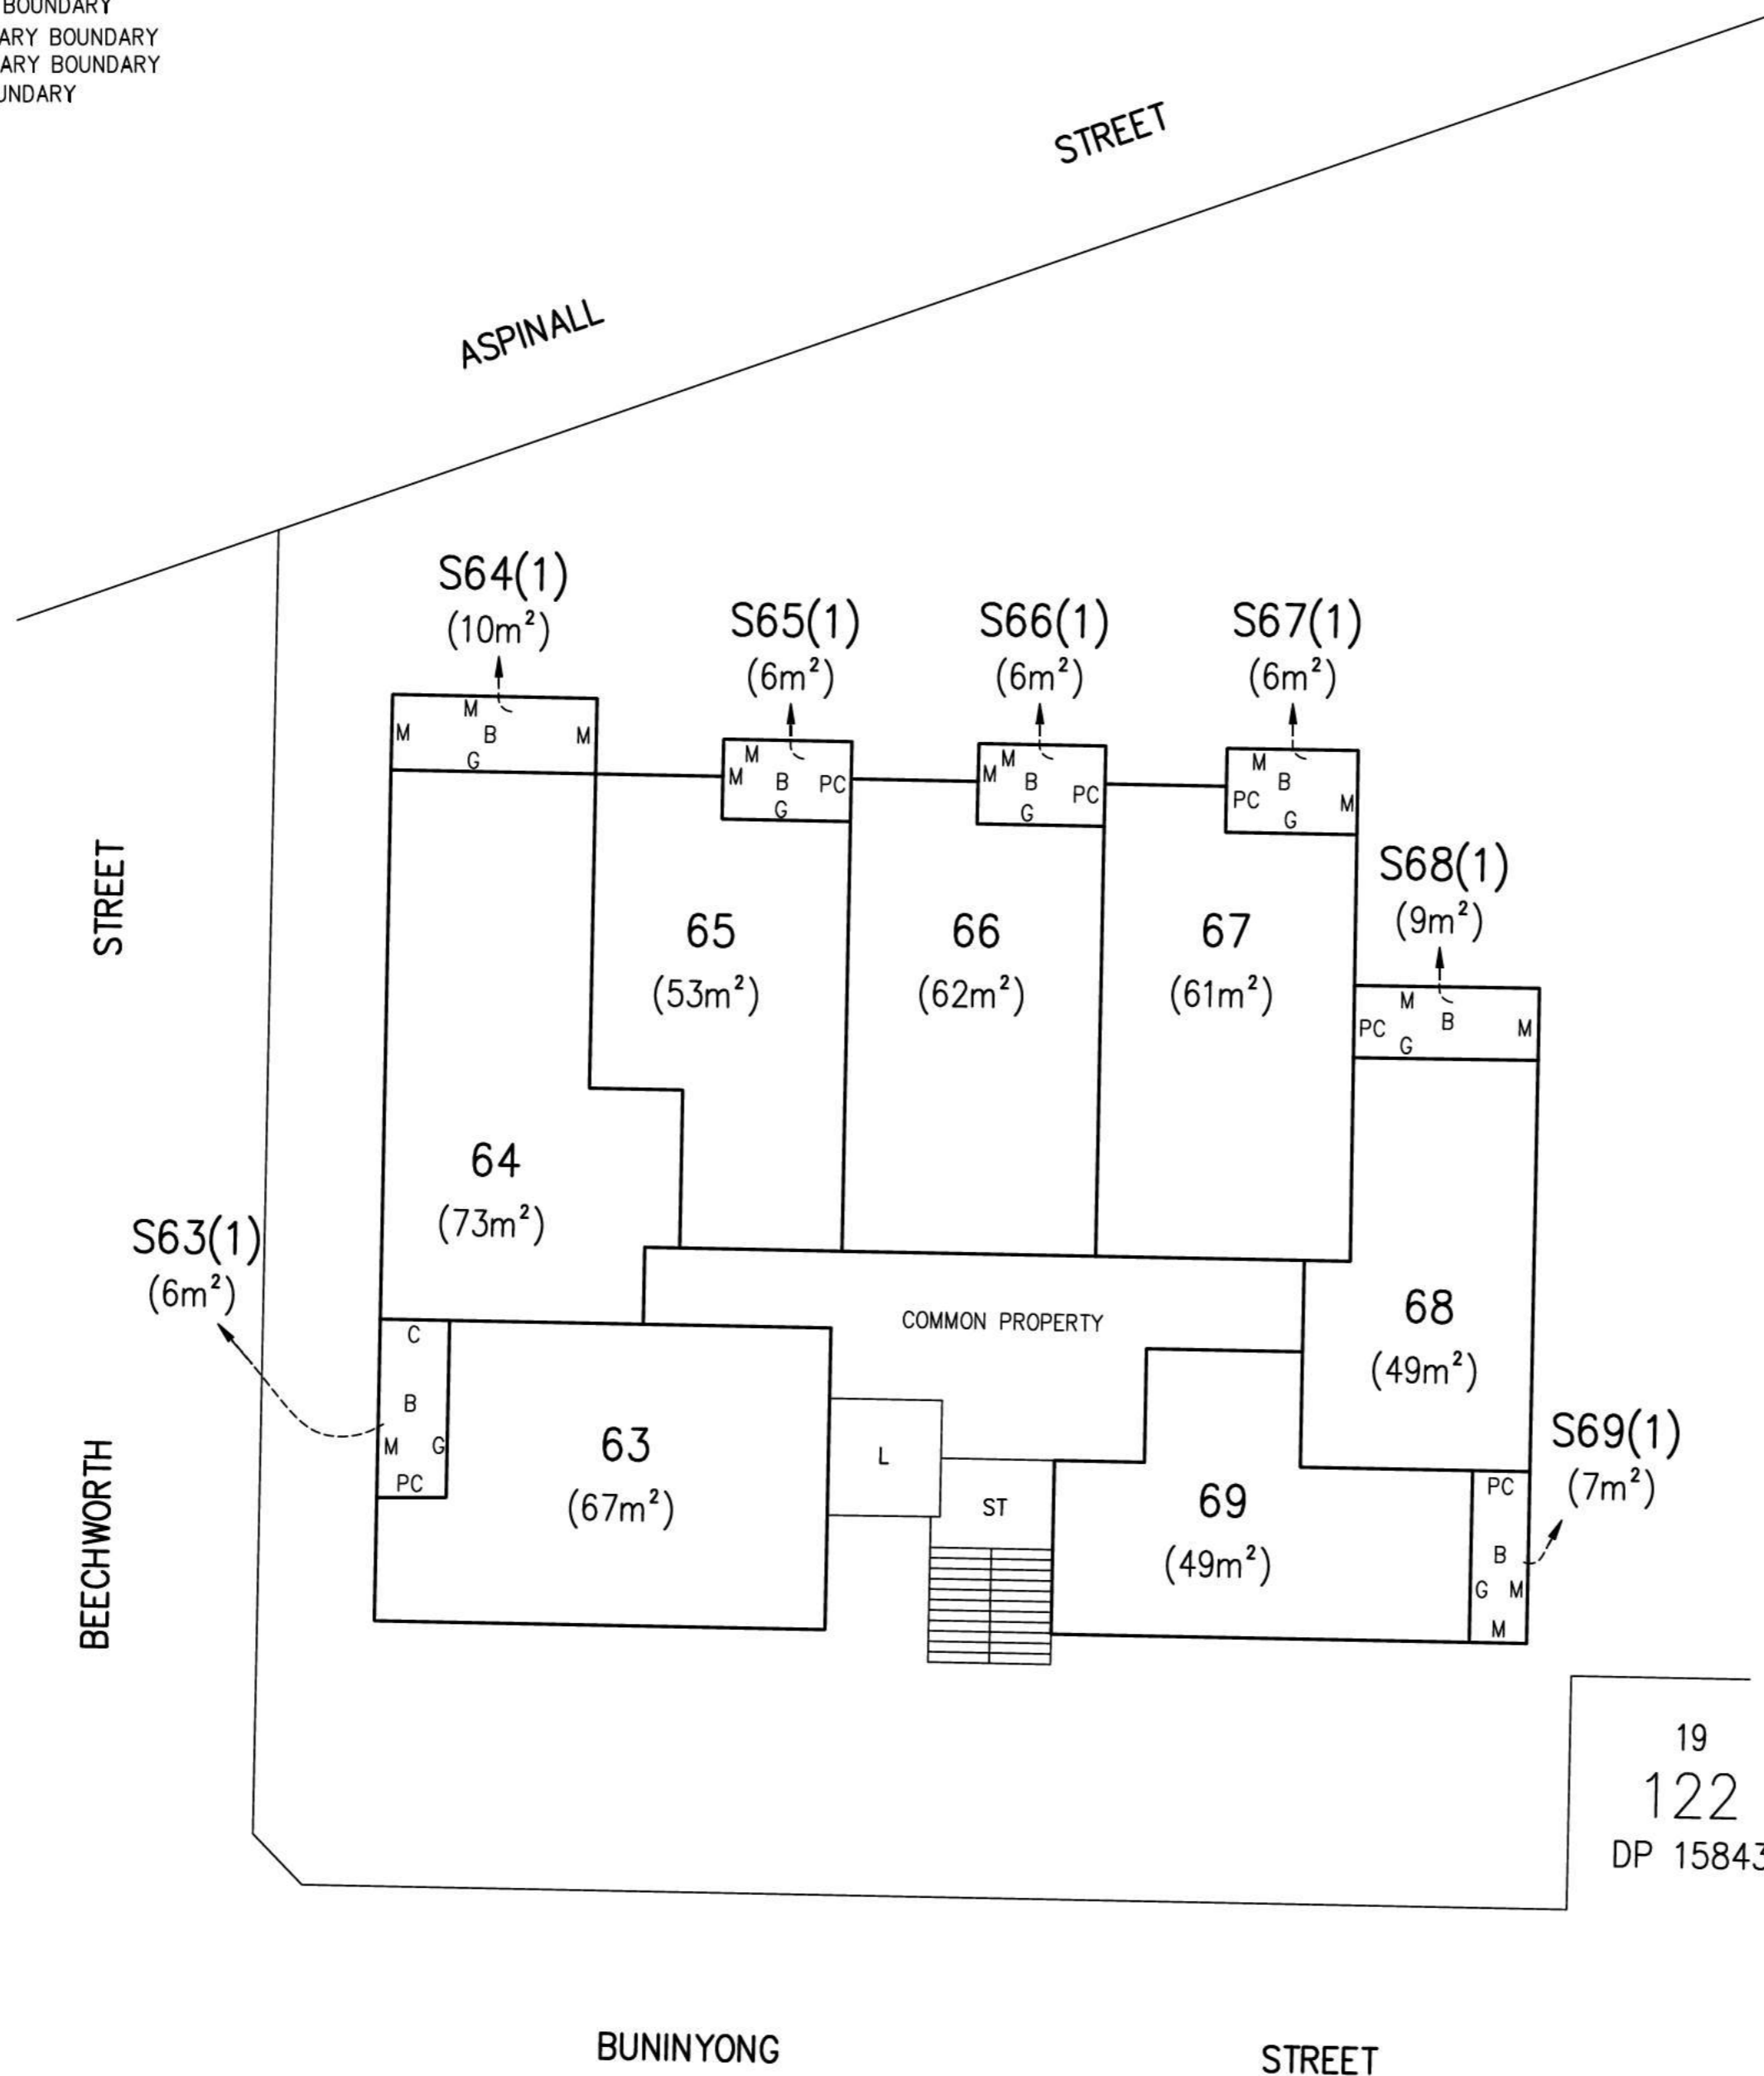 BOUNDARY
ARY BOUNDARY
ARY BOUNDARY
UNDARY
STREET
ASPINALL
S64(1)
(10m²)
S65(1)
(6m²)
S66(1)
(6m²)
S67(1)
(6m²)
M
M B M
G
M
M B PC
G
M
M B PC
G
M
B
PC M
G
STREET
S68(1)
(9m²)
M
PC B M
G
65
(53m²)
66
(62m²)
67
(61m²)
64
(73m²)
S63(1)
(6m²)
COMMON PROPERTY
68
(49m²)
C
B
M G
PC
63
(67m²)
L
ST
69
(49m²)
S69(1)
(7m²)
PC
B
G M
M
BEECHWORTH
19
122
DP 15843
BUNINYONG STREET